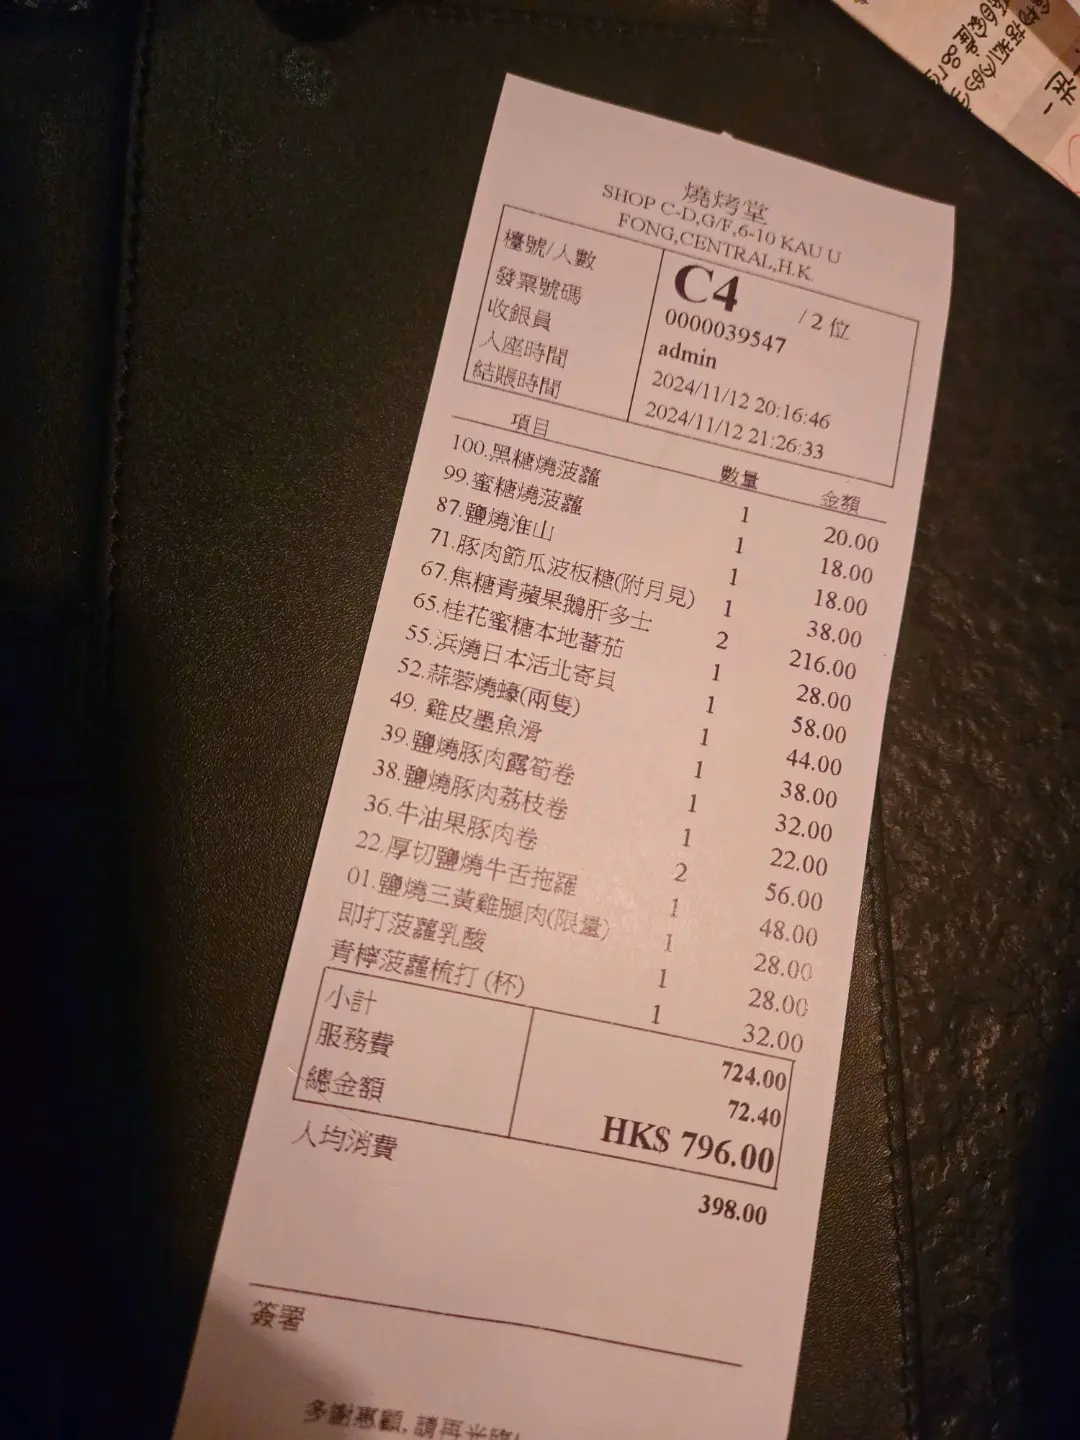 燒烤堂
SHOP C-D,G/F,6-10 KAU U
FONG,CENTRAL,H.K.
檯號/人數 C4 / 2 位
發票號碼 0000039547
收銀員 admin
入座時間 2024/11/12 20:16:46
結賬時間 2024/11/12 21:26:33
項目 數量 金額
100.黑糖燒菠蘿 1 20.00
99.蜜糖燒菠蘿 1 18.00
87.鹽燒淮山 1 18.00
71.豚肉節瓜波板糖(附月見) 1 38.00
67.焦糖青蘋果鵝肝多士 2 216.00
65.桂花蜜糖本地蕃茄 1 28.00
55.浜燒日本活北寄貝 1 58.00
52.蒜蓉燒蠔(兩隻) 1 44.00
49. 雞皮墨魚滑 1 38.00
39.鹽燒豚肉露筍卷 1 32.00
38.鹽燒豚肉荔枝卷 1 22.00
36.牛油果豚肉卷 2 56.00
22.厚切鹽燒牛舌拖羅 1 48.00
01.鹽燒三黃雞腿肉(限量) 1 28.00
即打菠蘿乳酸 1 28.00
青檸菠蘿梳打 (杯) 1 32.00
小計 724.00
服務費 72.40
總金額 HK$ 796.00
人均消費 398.00
簽署
多謝惠顧, 請再光臨!